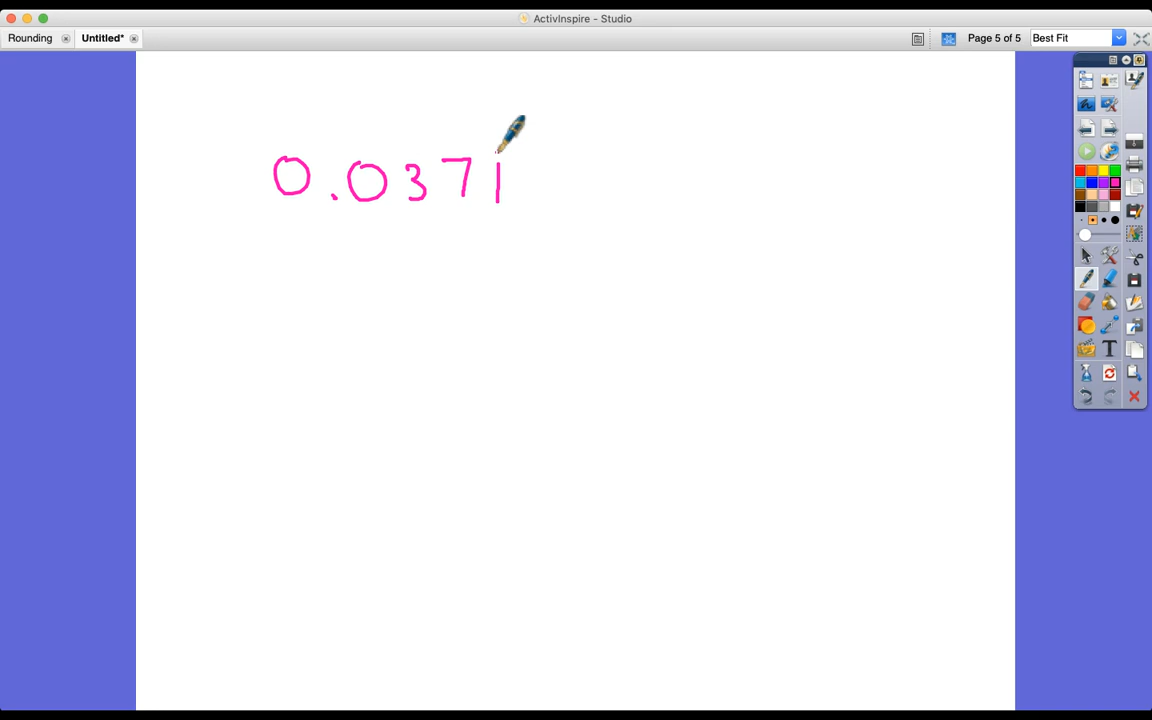 ActivInspire - Studio
Rounding
Untitled*
Page 5 of 5
Best Fit
0.0371
T